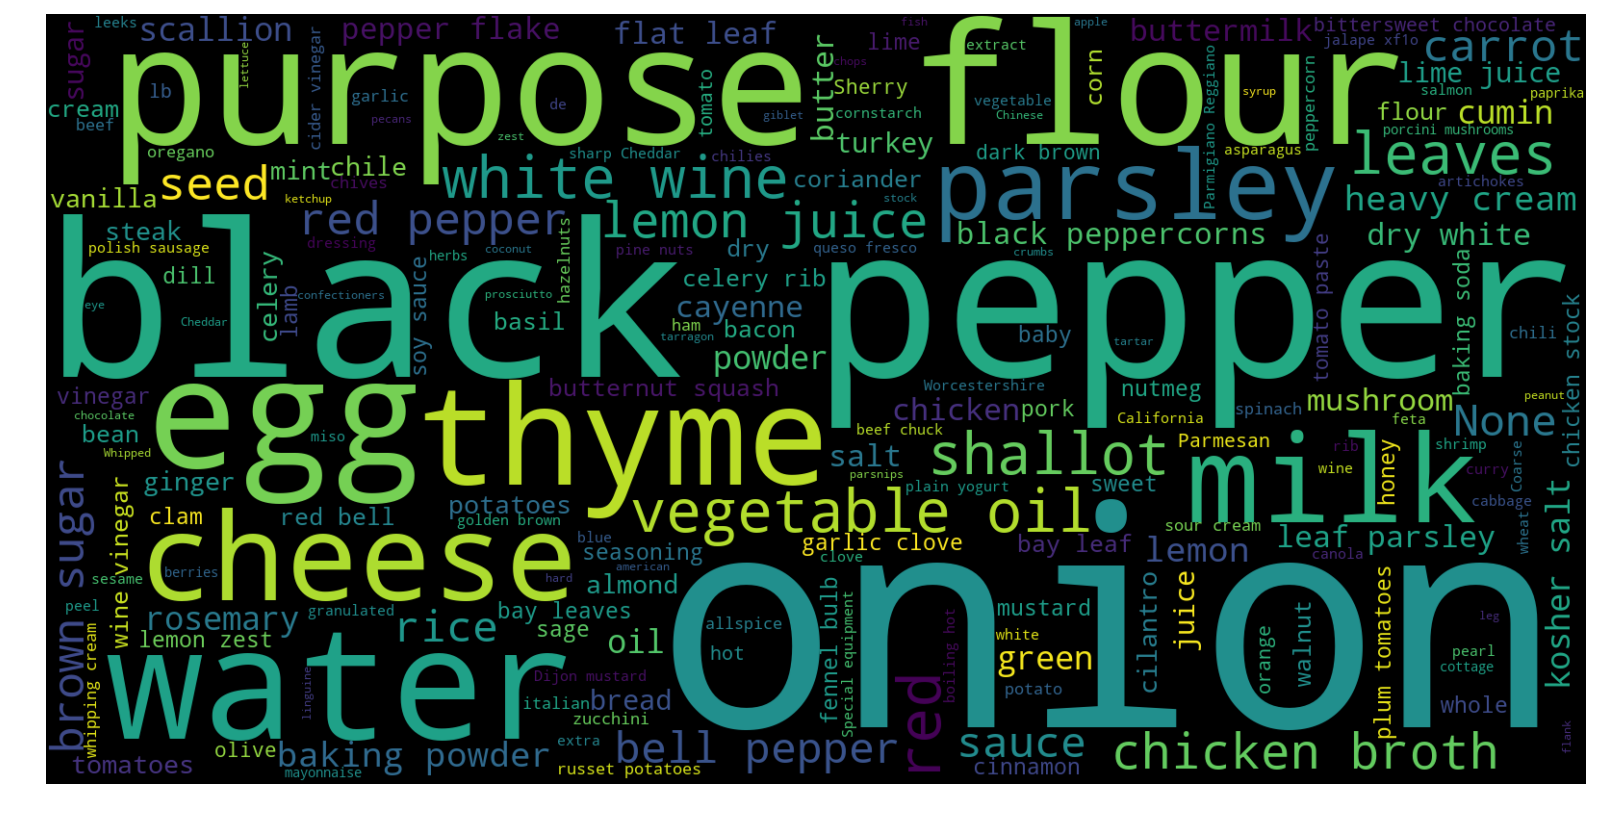 leeks
scallion
pepper flake
flat leaf
fish
lime
extract
apple
buttermilk
bittersweet chocolate
jalape xf1o
carrot
sugar
lettuce
cider vinegar
purpose flour
butter
chops
corn
lime juice
salmon
paprika
cream
lb
garlic
pecans
de
zest
tomato
giblet
Sherry
cornstarch
vegetable
Chinese
syrup
Parmigiano Reggiano
peppercorn
flour
cumin
porcini mushrooms
beef
oregano
mint
chile
chives
sharp Cheddar
chilies
turkey
dark brown
asparagus
leaves
artichokes
vanilla
seed
ketchup
white wine
coriander
stock
parsley
heavy cream
steak
polish sausage
red pepper
dressing
lemon juice
pine nuts
dry
queso fresco
black peppercorns
crumbs
dry white
dill
celery
lamb
herbs
coconut
hazelnuts
celery rib
tomato paste
baking soda
black pepper
eye
Cheddar
confectioners
soy sauce
prosciutto
basil
cayenne
ham
tarragon
bacon
powder
baby
tartar
chili
chicken stock
vinegar
chocolate
bean
Whipped
egg
miso
thyme
butternut squash
Worcestershire
chicken
pork
beef chuck
nutmeg
California
spinach
mushroom
feta
peanut
None
ginger
clam
salt
parsnips
shallot
Parmesan
milk
rib
wine
honey
shrimp
curry
cabbage
Coarse
brown sugar
wine vinegar
red bell
potatoes
golden brown
vegetable oil.
plain yogurt
sweet
sour cream
leaf parsley
wheat
kosher salt
cheese
berries
sesame
blue
seasoning
american
hard
garlic clove
clove
bay leaf
lemon
canola
peel
rosemary
granulated
bay leaves
almond
sage
rice
oil
onion
allspice
hot
fennel bulb
Special equipment
mustard
white
green
potato
cilantro
juice
orange
walnut
plum tomatoes
pearl
cottage
leg
whole
lemon zest
whipping cream
water
linguine
Dijon mustard
italian
bread
zucchini
red
boiling hot
tomatoes
olive
baking powder
mayonnaise
extra
russet potatoes
bell pepper
sauce
cinnamon
chicken broth
flank